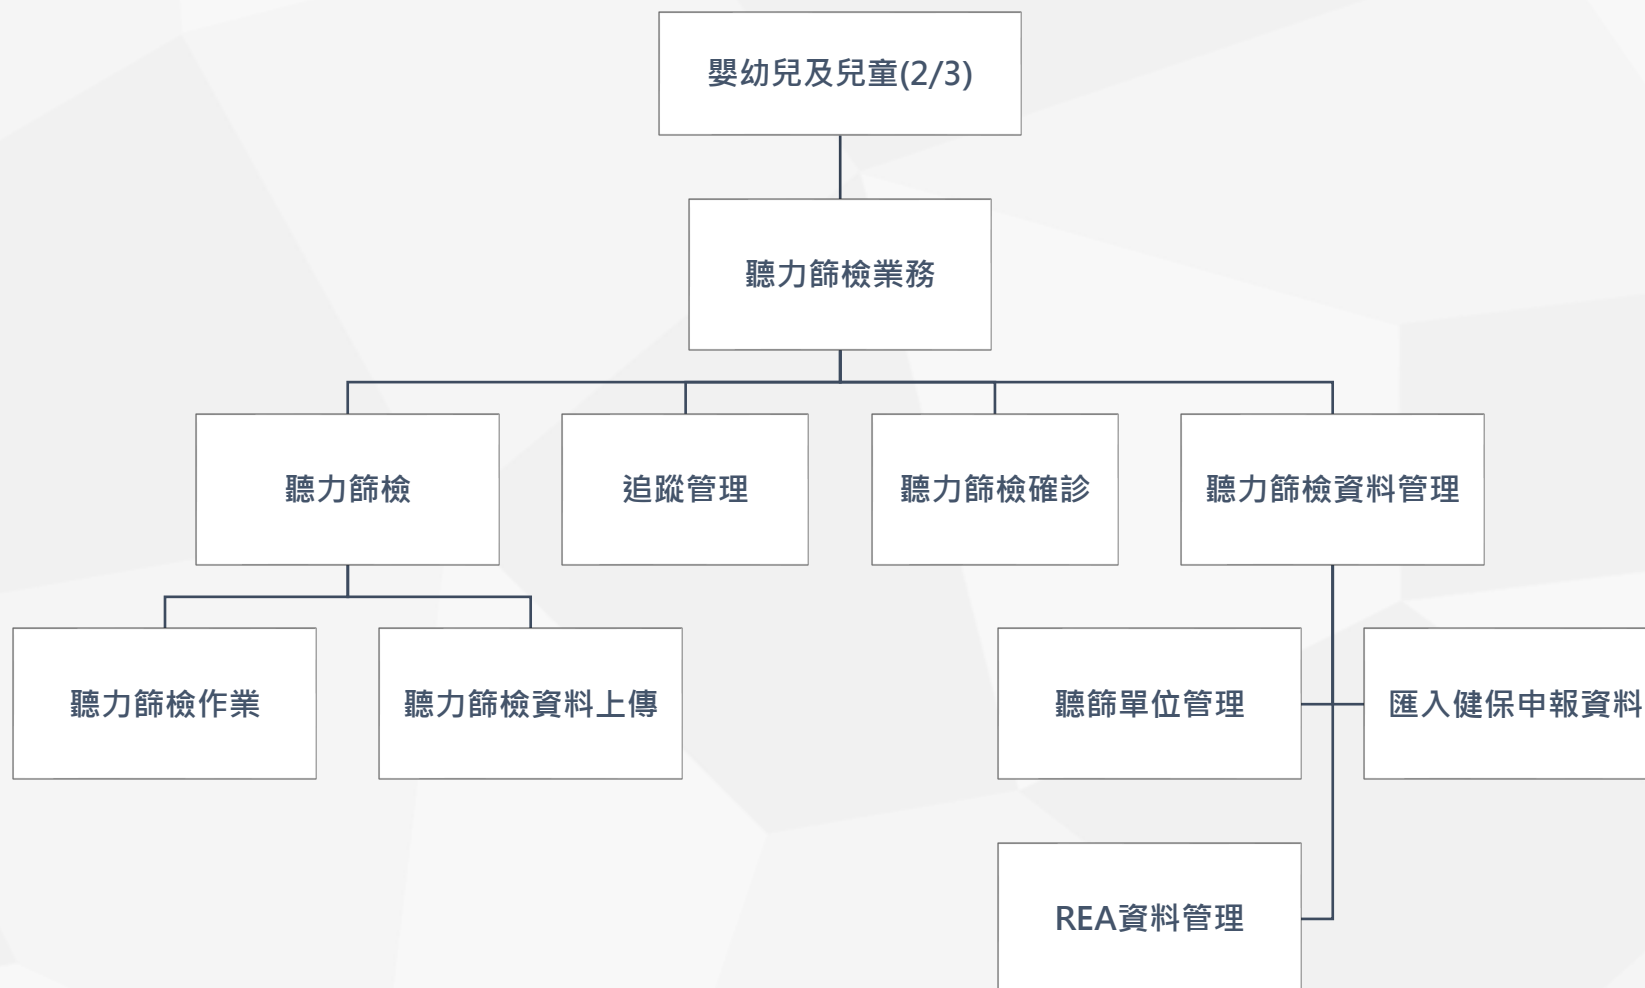 嬰幼兒及兒童(2/3)
聽力篩檢業務
聽力篩檢
追蹤管理
聽力篩檢確診
聽力篩檢資料管理
聽力篩檢作業
聽力篩檢資料上傳
聽篩單位管理
匯入健保申報資料
REA資料管理